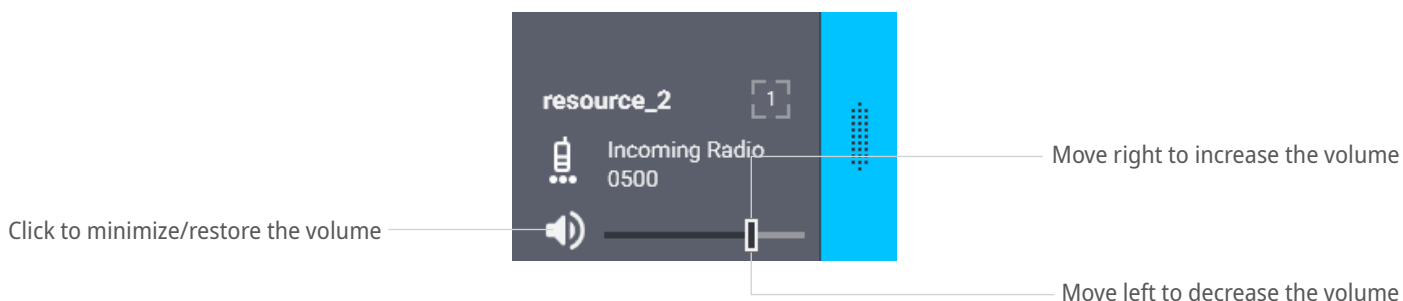 resource_2
1
Incoming Radio
0500
Move right to increase the volume
Click to minimize/restore the volume
Move left to decrease the volume